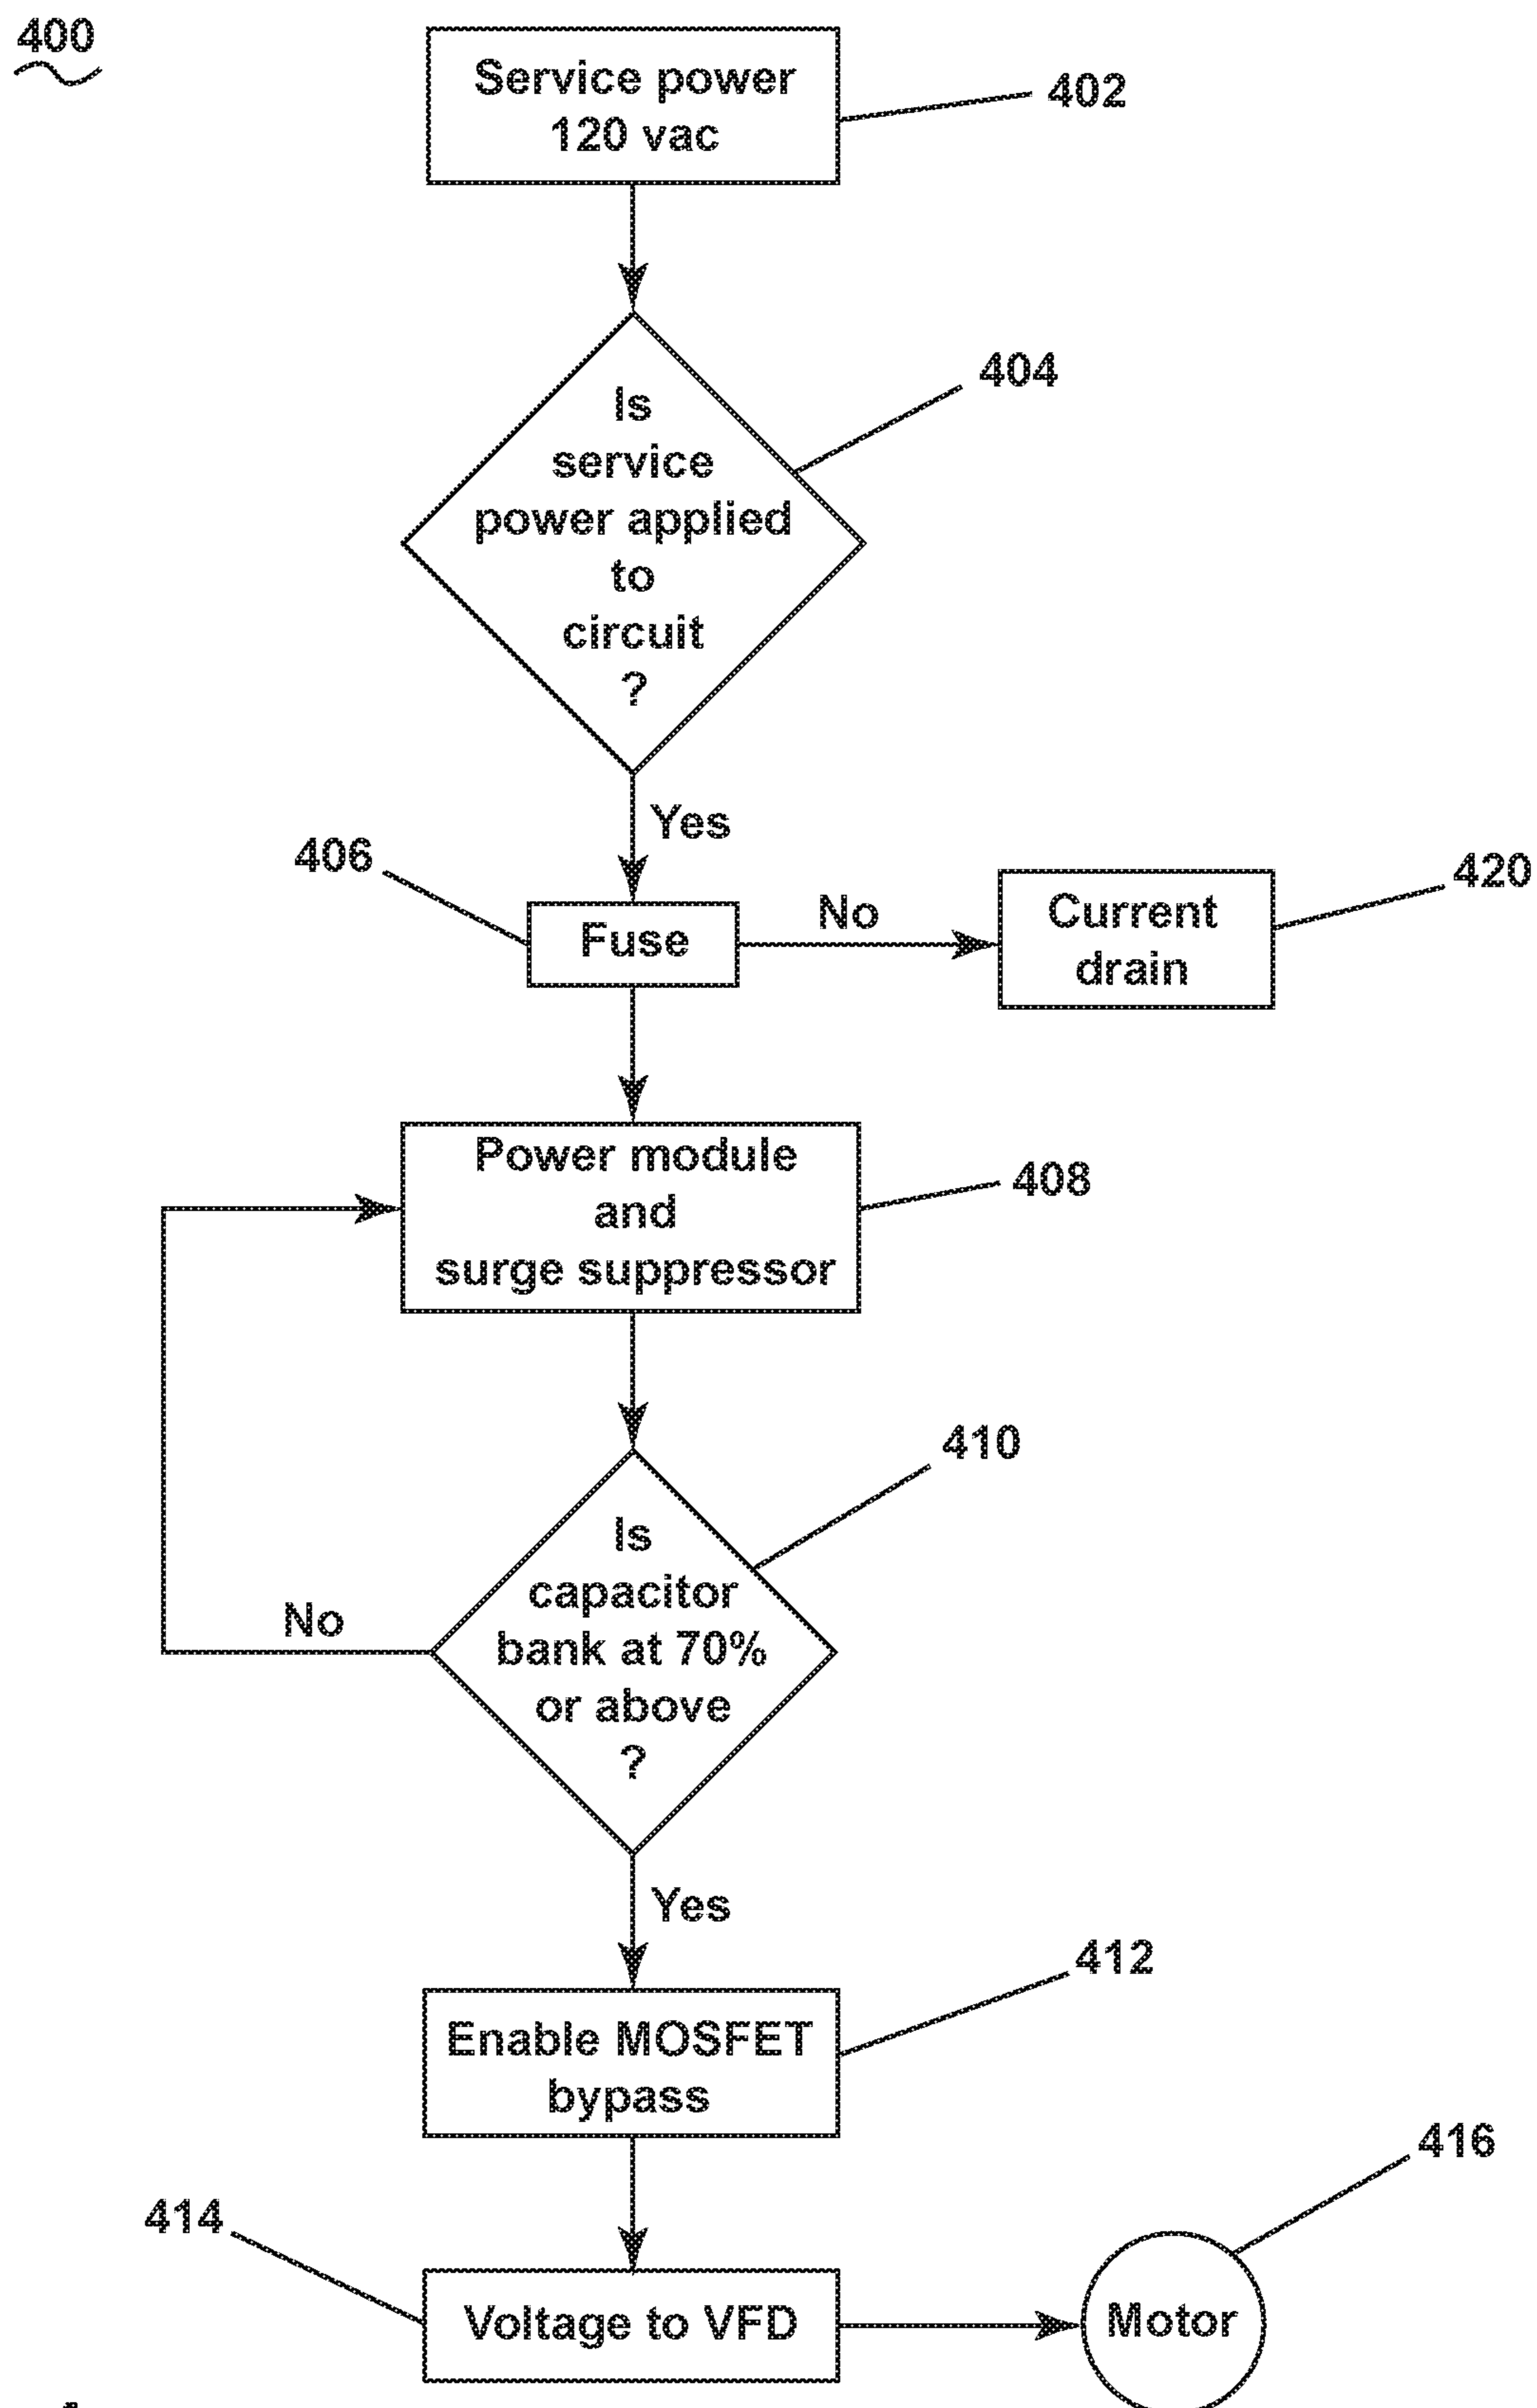 400
Service power
120 vac
402
404
Is
service
power applied
to
circuit
?
Yes
406
Fuse
No
Current
drain
420
Power module
and
surge suppressor
408
410
Is
capacitor
bank at 70%
or above
?
No
Yes
412
Enable MOSFET
bypass
416
414
Voltage to VFD
Motor